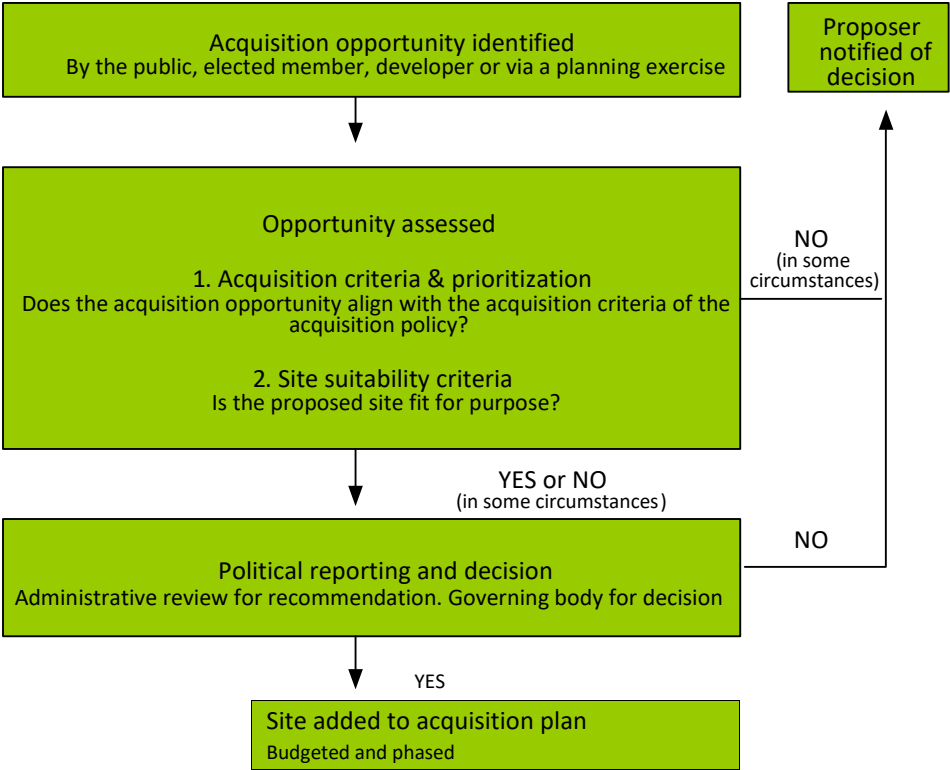 Acquisition opportunity identified
By the public, elected member, developer or via a planning exercise
Proposer
notified of
decision
Opportunity assessed
1. Acquisition criteria & prioritization
Does the acquisition opportunity align with the acquisition criteria of the
acquisition policy?
2. Site suitability criteria
Is the proposed site fit for purpose?
NO
(in some
circumstances)
YES or NO
(in some circumstances)
Political reporting and decision
Administrative review for recommendation. Governing body for decision
NO
YES
Site added to acquisition plan
Budgeted and phased